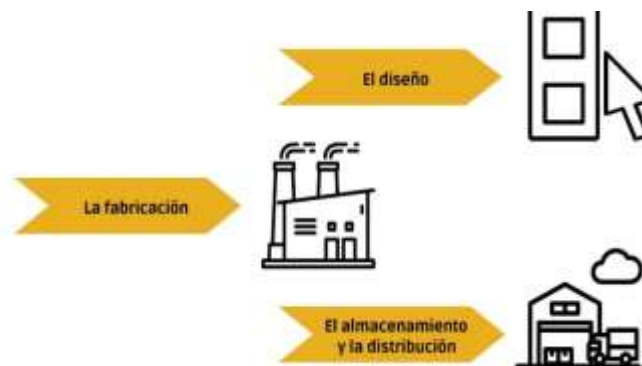 El diseño
La fabricación
El almacenamiento
y la distribución